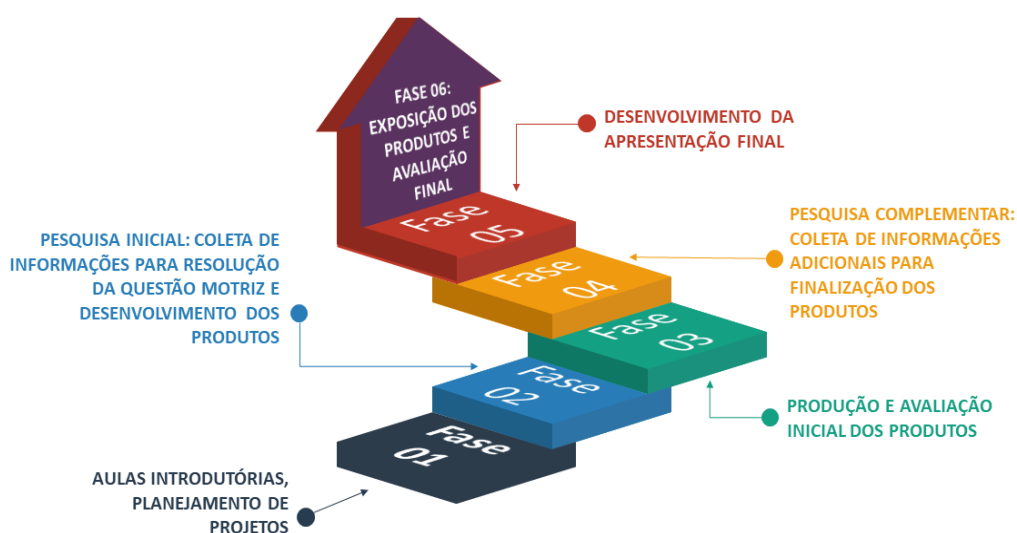 FASE 06:
EXPOSIÇÃO DOS
PRODUTOS E
AVALIAÇÃO
FINAL
DESENVOLVIMENTO DA
APRESENTAÇÃO FINAL
Fase
05
PESQUISA COMPLEMENTAR:
COLETA DE INFORMAÇÕES
ADICIONAIS PARA
FINALIZAÇÃO DOS
PRODUTOS
Fase
04
PESQUISA INICIAL: COLETA DE
INFORMAÇÕES PARA RESOLUÇÃO
DA QUESTÃO MOTRIZ E
DESENVOLVIMENTO DOS
PRODUTOS
Fase
03
Fase
02
PRODUÇÃO E AVALIAÇÃO
INICIAL DOS PRODUTOS
Fase
01
AULAS INTRODUTÓRIAS,
PLANEJAMENTO DE
PROJETOS